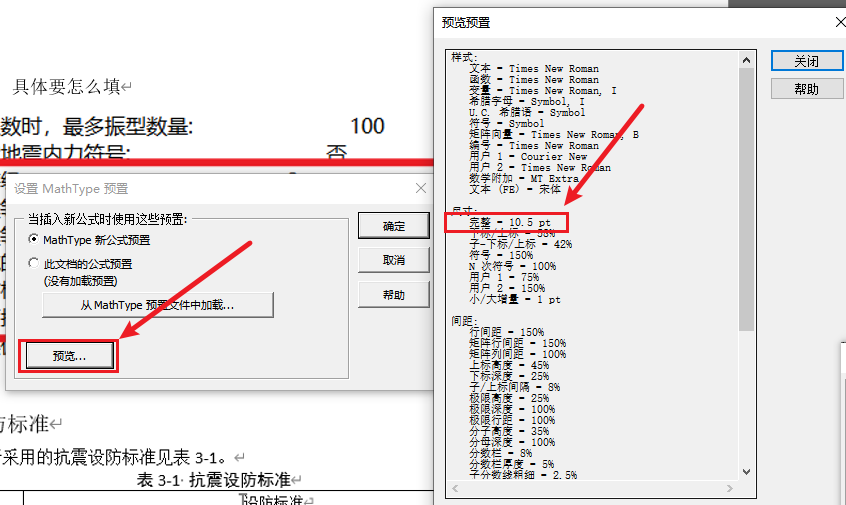 具体要怎么填
数时，最多振型数量:
100
地震内力符号:
否
设置 MathType 预置
当插入新公式时使用这些预置:
MathType 新公式预置
此文档的公式预置
(没有加载预置)
从 MathType 预置文件中加载...
预览...
确定
取消
帮助
方标准
采用的抗震设防标准见表 3-1。
表 3-1 抗震设防标准
设防标准
预览预置
样式:
文本 = Times New Roman
函数 = Times New Roman
变量 = Times New Roman, I
希腊字母 = Symbol, I
U.C. 希腊语 = Symbol
符号 = Symbol
矩阵向量 = Times New Roman, B
编号 = Times New Roman
用户 1 = Courier New
用户 2 = Times New Roman
数学附加 = MT Extra
文本 (FE) = 宋体
尺寸:
完整 = 10.5 pt
下标/上标 = 58%
子-下标/上标 = 42%
符号 = 150%
N 次符号 = 100%
用户 1 = 75%
用户 2 = 150%
小/大增量 = 1 pt
间距:
行间距 = 150%
矩阵行间距 = 150%
矩阵列间距 = 100%
上标高度 = 45%
下标深度 = 25%
子/上标间隔 = 8%
极限高度 = 25%
极限深度 = 100%
极限行距 = 100%
分子高度 = 35%
分母深度 = 100%
分数栏 = 8%
分数栏厚度 = 5%
子分数线粗细 = 2.5%
关闭
帮助